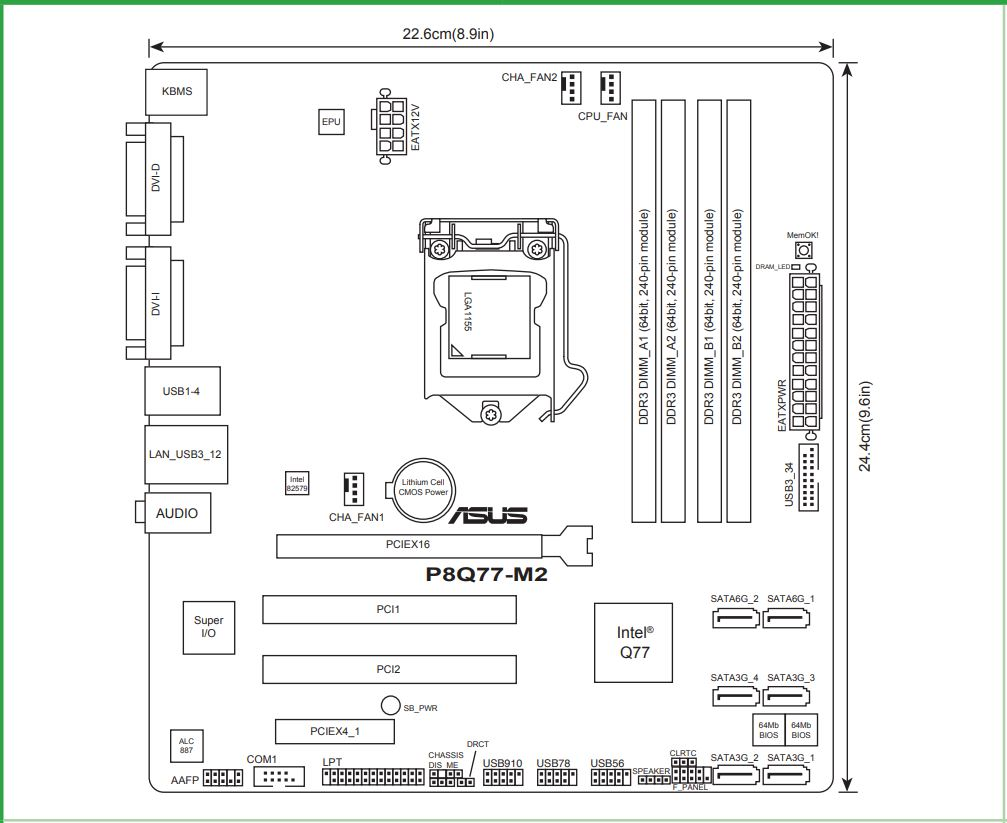 22.6cm(8.9in)
CHA_FAN2
CPU_FAN
KBMS
EPU
EATX12V
DVI-D
DVI-I
LGA1155
DDR3 DIMM_A1 (64bit, 240-pin module)
DDR3 DIMM_A2 (64bit, 240-pin module)
DDR3 DIMM_B1 (64bit, 240-pin module)
DDR3 DIMM_B2 (64bit, 240-pin module)
MemOK!
DRAM_LED
EATXPWR
24.4cm(9.6in)
USB1-4
LAN_USB3_12
AUDIO
Intel
82579
CHA_FAN1
Lithium Cell
CMOS Power
ASUS
USB3_34
PCIEX16
P8Q77-M2
PCI1
Super
I/O
PCI2
Intel®
Q77
SATA6G_2 SATA6G_1
SATA3G_4 SATA3G_3
SB_PWR
PCIEX4_1
64Mb
BIOS
64Mb
BIOS
ALC
887
AAFP
COM1
LPT
CHASSIS
DIS_ME
DRCT
USB910
USB78
USB56
SPEAKER
CLRTC
F_PANEL
SATA3G_2 SATA3G_1